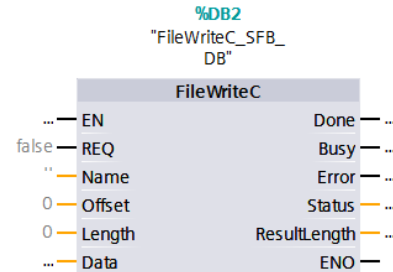 %DB2
"FileWriteC_SFB_
DB"
FileWriteC
... EN Done ...
false REQ Busy ...
'' Name Error ...
0 Offset Status ...
0 Length ResultLength ...
... Data ENO